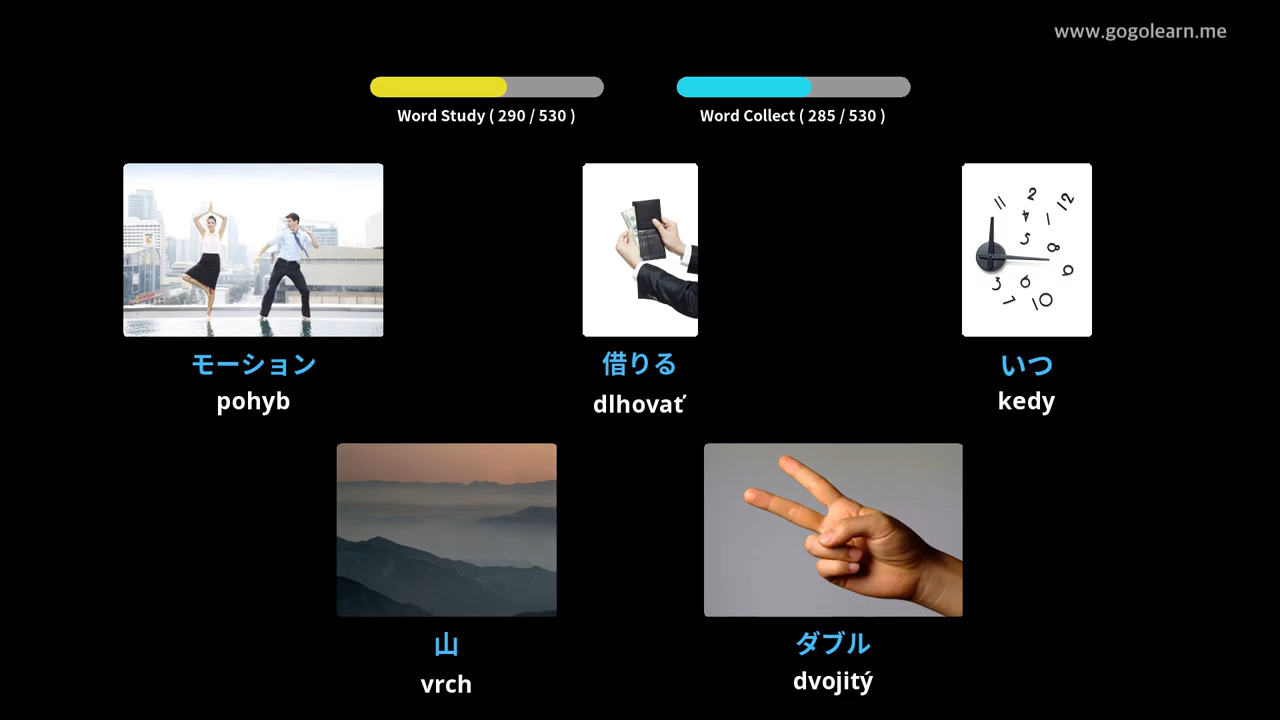 www.gogolearn.me
Word Study ( 290 / 530 )
Word Collect ( 285 / 530 )
モーション
pohyb
借りる
dlhovať
いつ
kedy
山
vrch
ダブル
dvojitý